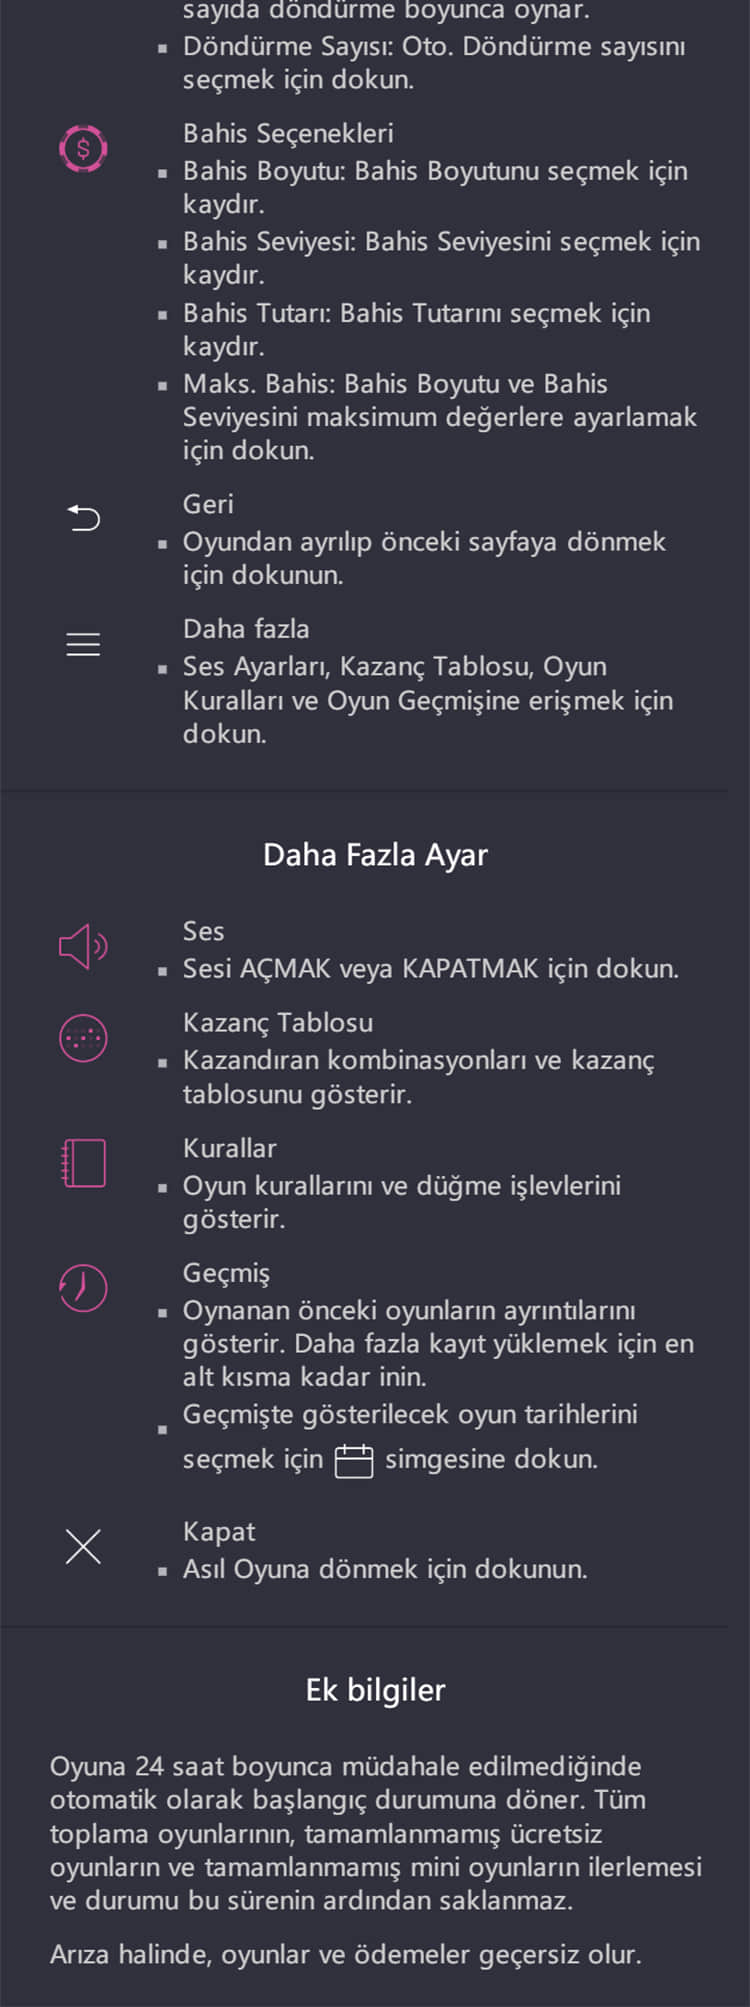 sayıda döndürme boyunca oynar.
▪ Döndürme Sayısı: Oto. Döndürme sayısını
seçmek için dokun.
Bahis Seçenekleri
▪ Bahis Boyutu: Bahis Boyutunu seçmek için
kaydır.
▪ Bahis Seviyesi: Bahis Seviyesini seçmek için
kaydır.
▪ Bahis Tutarı: Bahis Tutarını seçmek için
kaydır.
▪ Maks. Bahis: Bahis Boyutu ve Bahis
Seviyesini maksimum değerlere ayarlamak
için dokun.
Geri
▪ Oyundan ayrılıp önceki sayfaya dönmek
için dokunun.
Daha fazla
▪ Ses Ayarları, Kazanç Tablosu, Oyun
Kuralları ve Oyun Geçmişine erişmek için
dokun.
Daha Fazla Ayar
Ses
▪ Sesi AÇMAK veya KAPATMAK için dokun.
Kazanç Tablosu
▪ Kazandıran kombinasyonları ve kazanç
tablosunu gösterir.
Kurallar
▪ Oyun kurallarını ve düğme işlevlerini
gösterir.
Geçmiş
▪ Oynanan önceki oyunların ayrıntılarını
gösterir. Daha fazla kayıt yüklemek için en
alt kısma kadar inin.
▪ Geçmişte gösterilecek oyun tarihlerini
seçmek için simgesine dokun.
Kapat
▪ Asıl Oyuna dönmek için dokunun.
Ek bilgiler
Oyuna 24 saat boyunca müdahale edilmediğinde
otomatik olarak başlangıç durumuna döner. Tüm
toplama oyunlarının, tamamlanmamış ücretsiz
oyunların ve tamamlanmamış mini oyunların ilerlemesi
ve durumu bu sürenin ardından saklanmaz.
Arıza halinde, oyunlar ve ödemeler geçersiz olur.